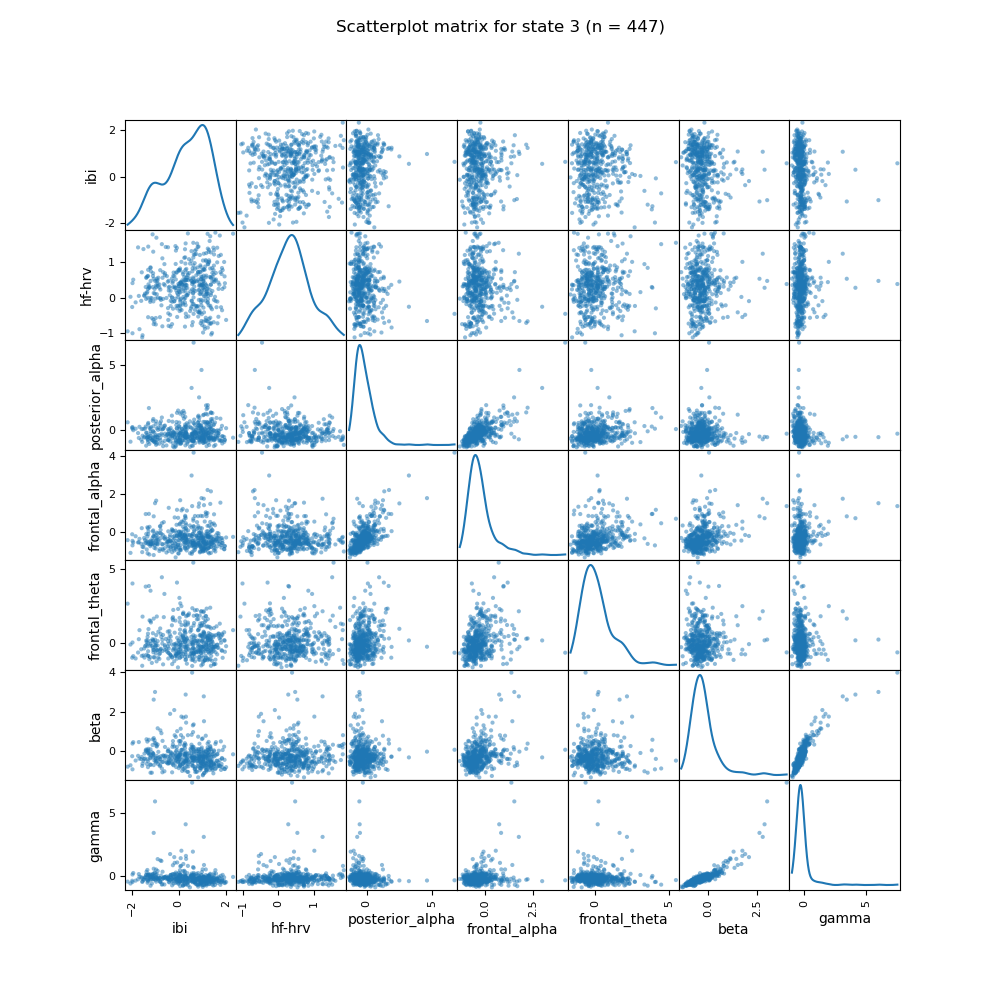 Scatterplot matrix for state 3 (n = 447)
ibi
2
0
−2
hf-hrv
1
0
−1
posterior_alpha
5
0
frontal_alpha
4
2
0
frontal_theta
5
0
beta
4
2
0
gamma
5
0
−2 0 2 −1 0 1 0 5 0.0 2.5 0 5 0.0 2.5 0 5
ibi hf-hrv posterior_alpha frontal_alpha frontal_theta beta gamma